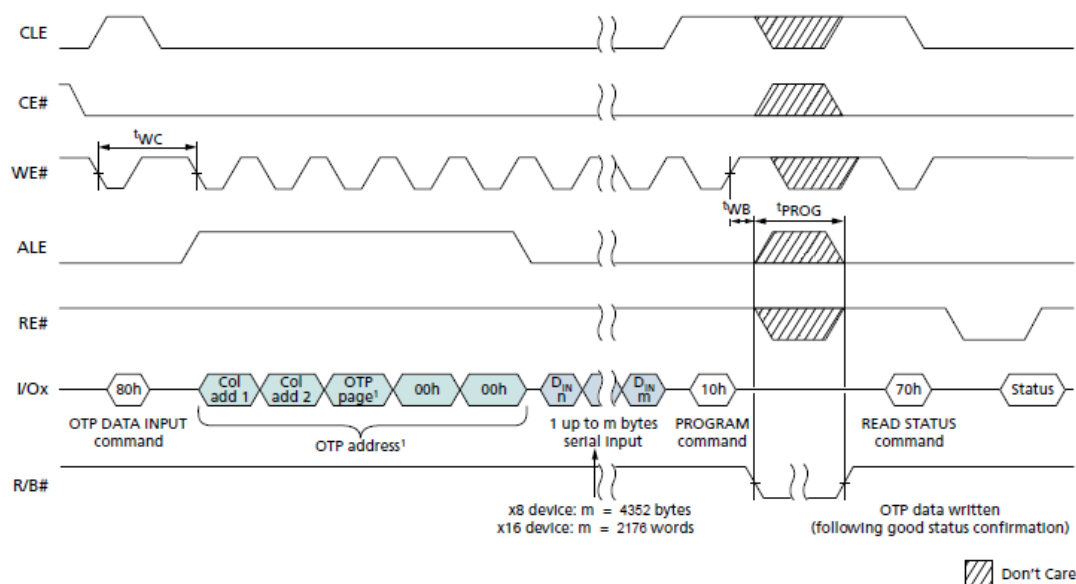 CLE
CE#
tWC
WE#
tWB
tPROG
ALE
RE#
I/Ox
80h
Col add 1
Col add 2
OTP page¹
00h
00h
DIN n
DIN m
10h
70h
Status
OTP DATA INPUT command
OTP address¹
1 up to m bytes serial input
PROGRAM command
READ STATUS command
R/B#
x8 device: m = 4352 bytes
x16 device: m = 2176 words
OTP data written
(following good status confirmation)
Don't Care